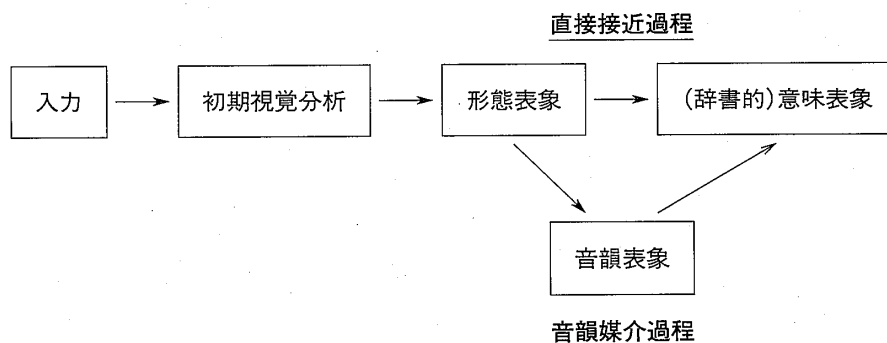 直接接近過程
入力
初期視覚分析
形態表象
(辞書的)意味表象
音韻表象
音韻媒介過程